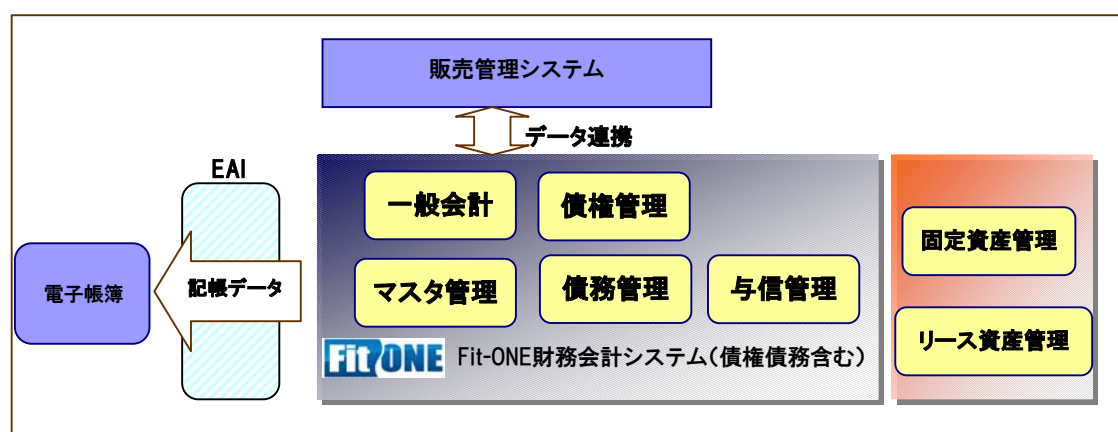 販売管理システム
データ連携
EAI
一般会計
債権管理
固定資産管理
電子帳簿
記帳データ
マスタ管理
債務管理
与信管理
リース資産管理
Fit ONE
Fit-ONE財務会計システム(債権債務含む)